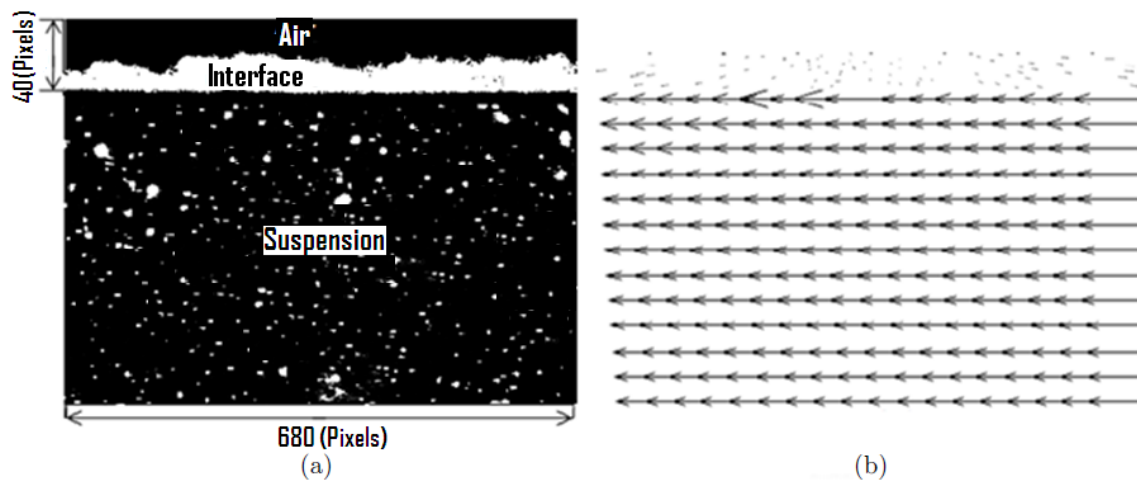 Air
Interface
40 (Pixels)
Suspension
680 (Pixels)
(a)
(b)